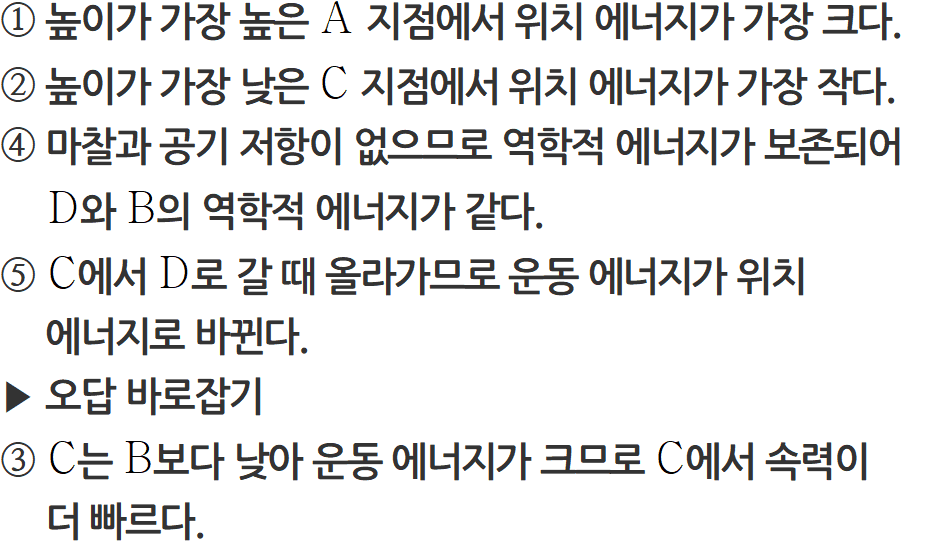 ① 높이가 가장 높은 A 지점에서 위치 에너지가 가장 크다.
② 높이가 가장 낮은 C 지점에서 위치 에너지가 가장 작다.
④ 마찰과 공기 저항이 없으므로 역학적 에너지가 보존되어
D와 B의 역학적 에너지가 같다.
⑤ C에서 D로 갈 때 올라가므로 운동 에너지가 위치
에너지로 바뀐다.
▶ 오답 바로잡기
③ C는 B보다 낮아 운동 에너지가 크므로 C에서 속력이
더 빠르다.